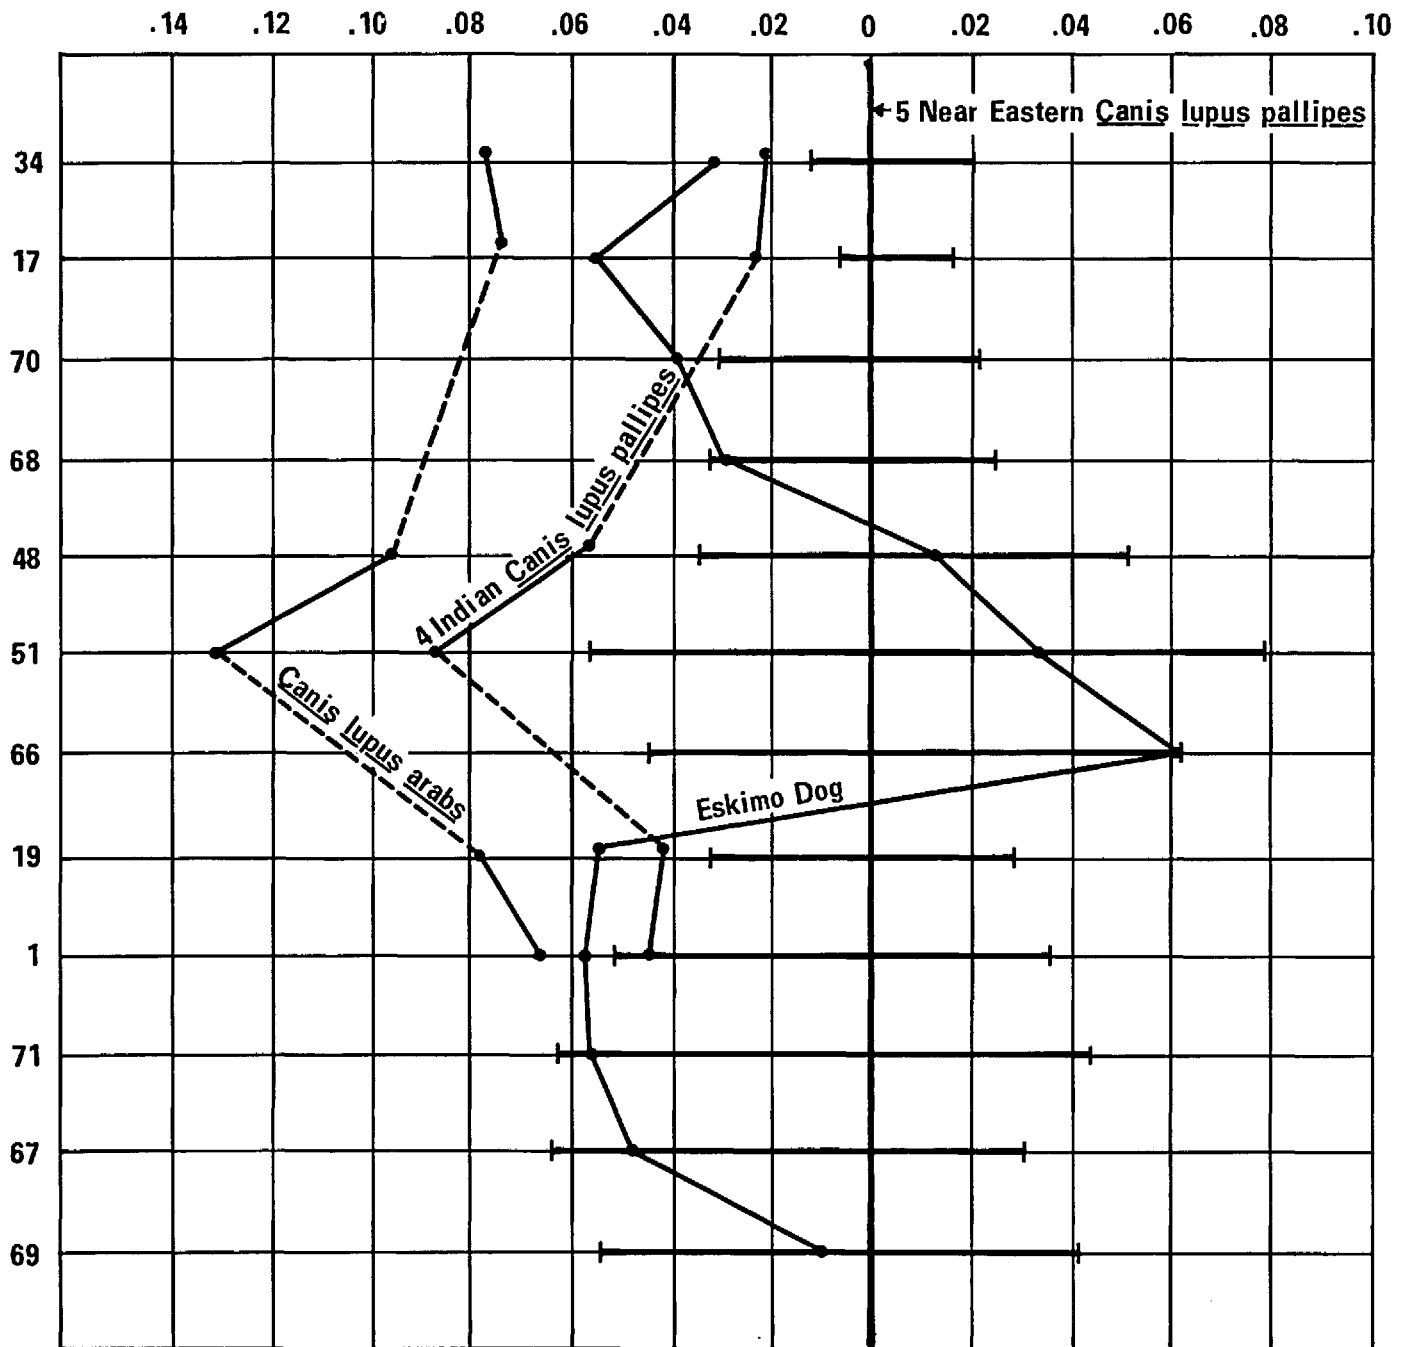 .14 .12 .10 .08 .06 .04 .02 0 .02 .04 .06 .08 .10
5 Near Eastern Canis lupus pallipes
34
17
70
68
48
4 Indian Canis lupus pallipes
51
Canis lupus arabs
66
Eskimo Dog
19
1
71
67
69